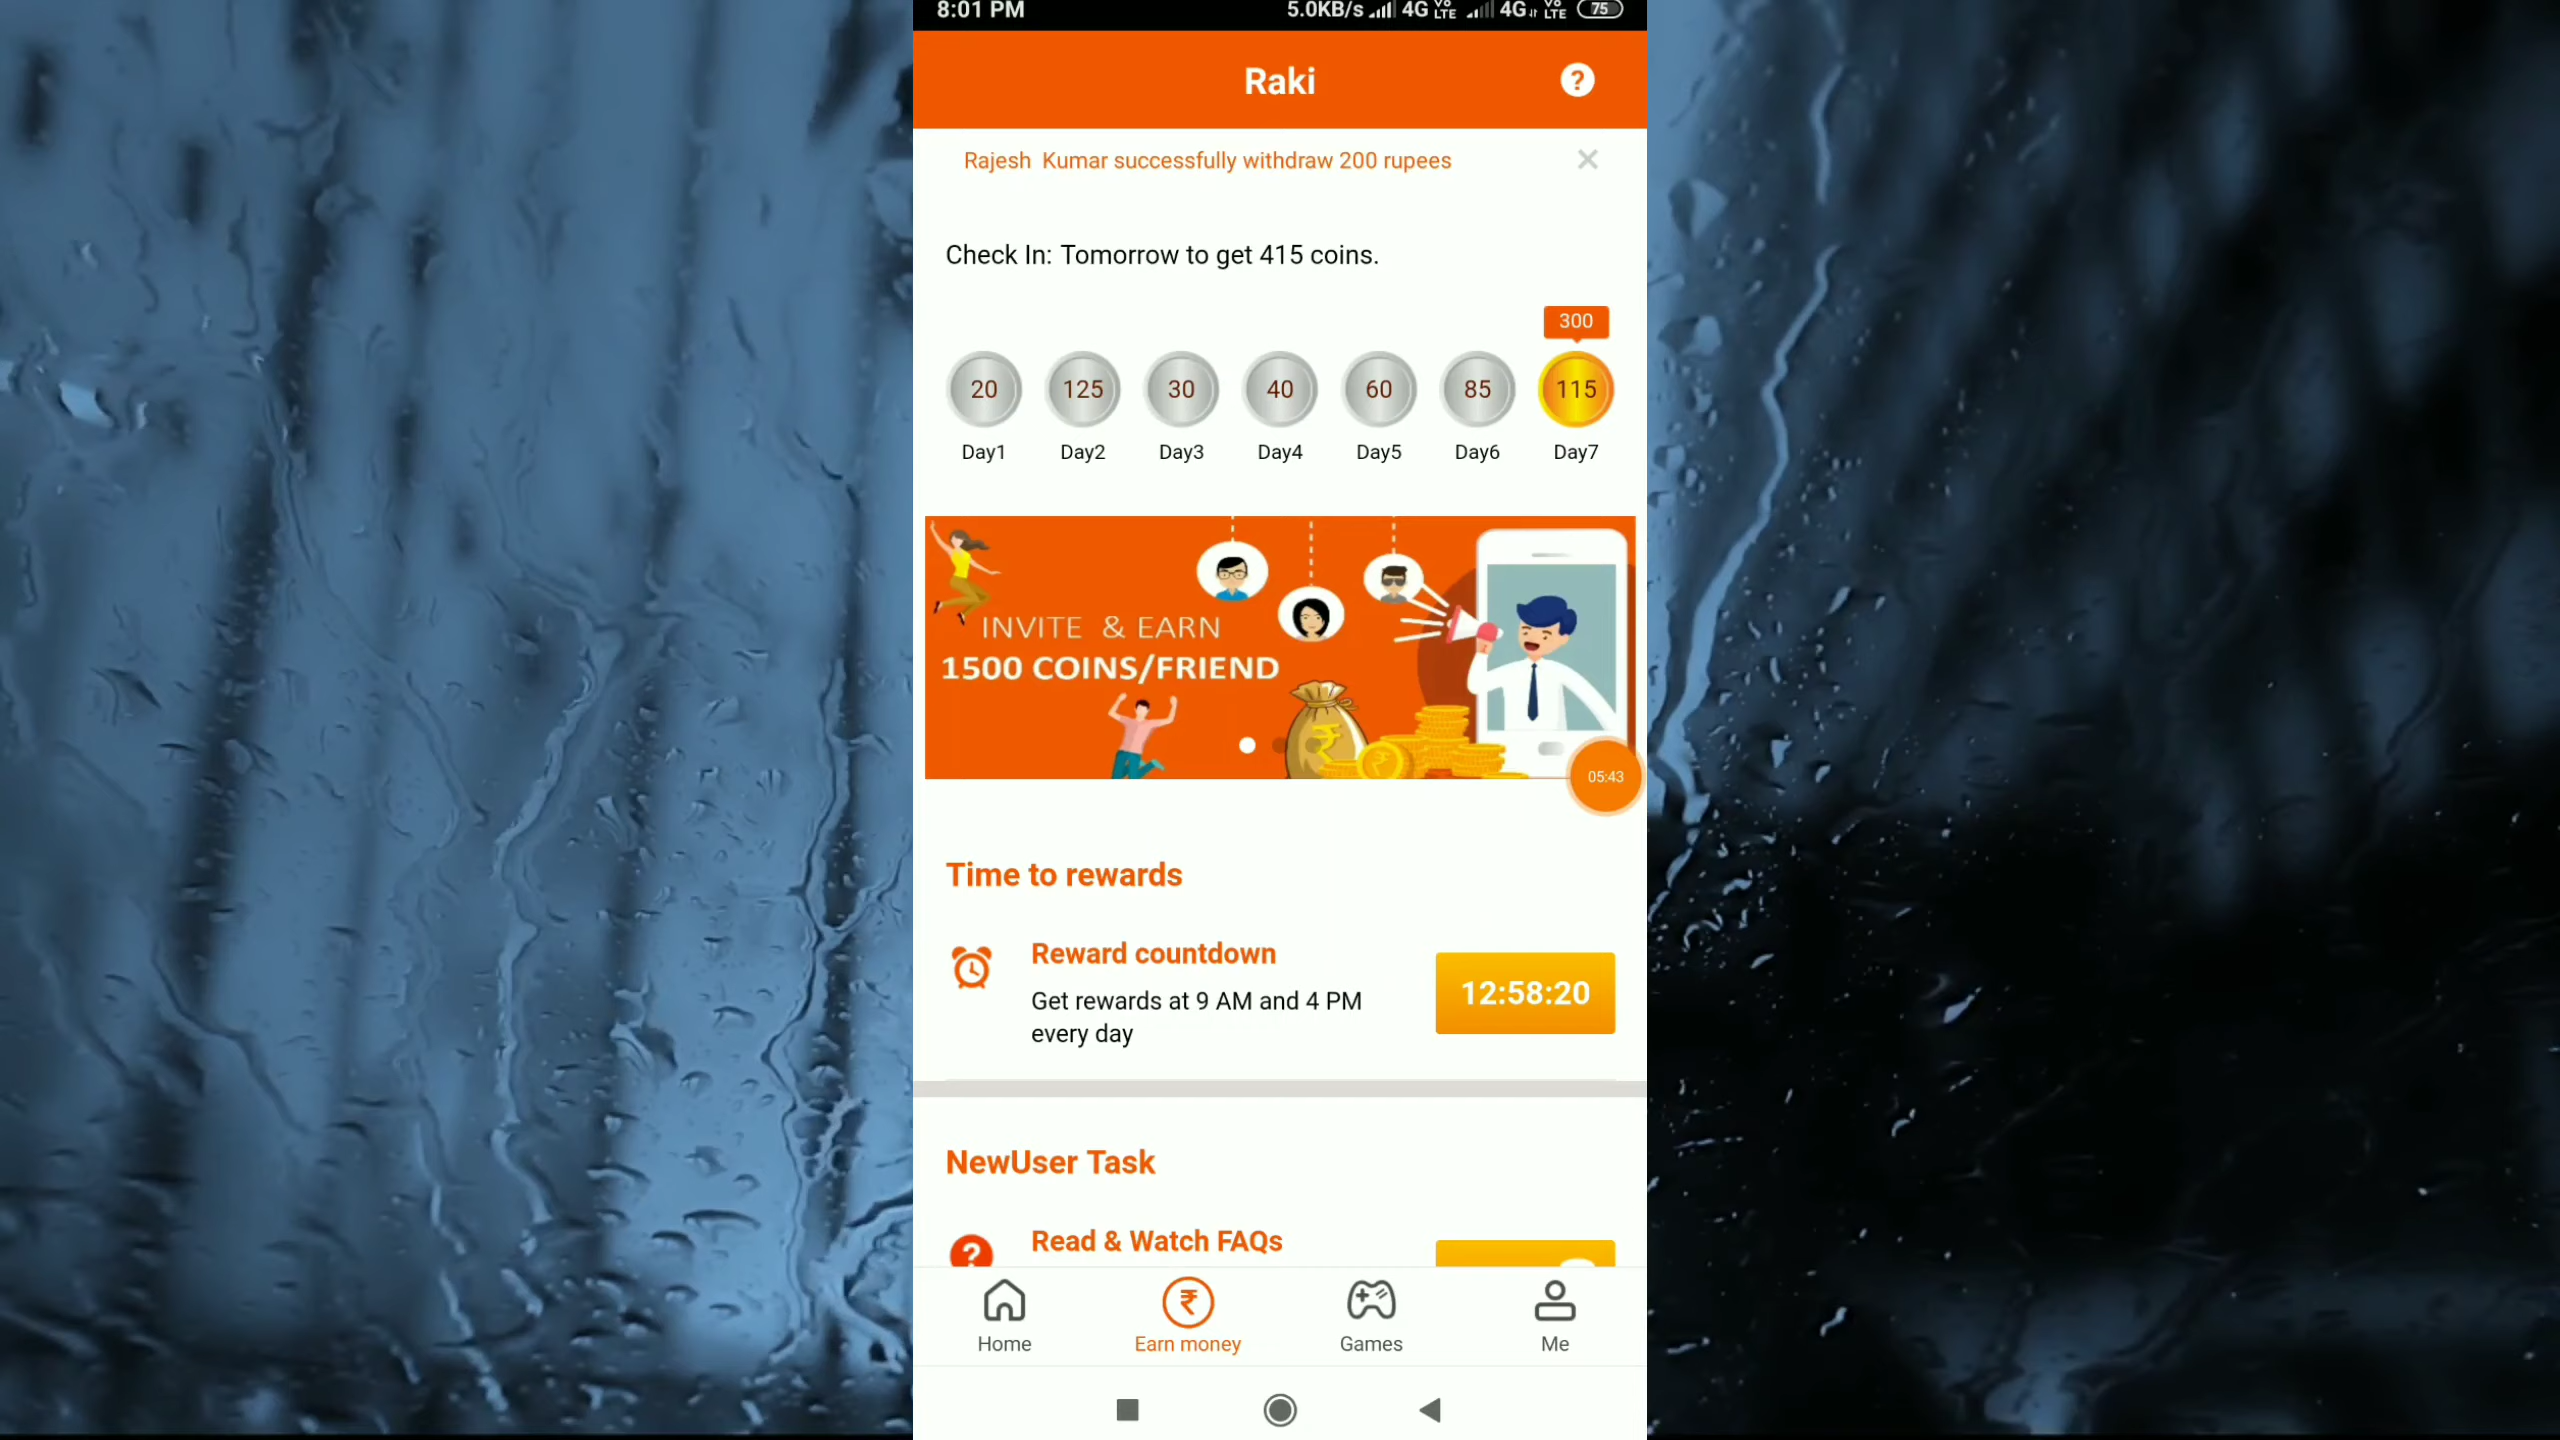 8:01 PM 5.0KB/s 4G Vo LTE 4G Vo LTE 75
Raki ?
Rajesh Kumar successfully withdraw 200 rupees
Check In: Tomorrow to get 415 coins.
300
20 125 30 40 60 85 115
Day1 Day2 Day3 Day4 Day5 Day6 Day7
INVITE & EARN
1500 COINS/FRIEND
₹ ₹
05:43
Time to rewards
Reward countdown
12:58:20
Get rewards at 9 AM and 4 PM
every day
NewUser Task
? Read & Watch FAQs
₹
Home Earn money Games Me